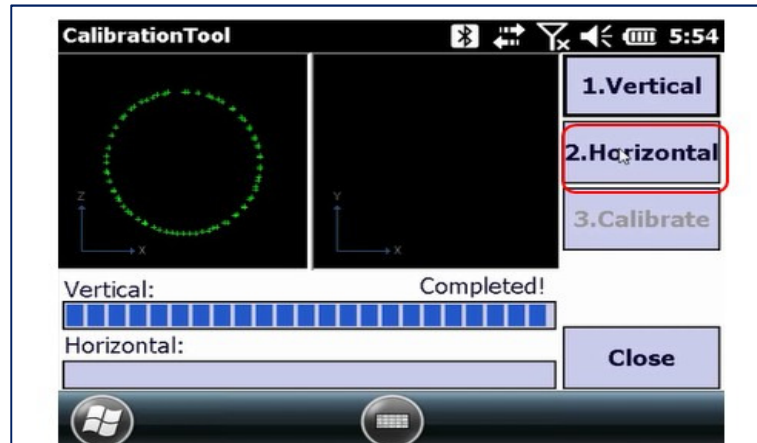 CalibrationTool 5:54
1.Vertical
2.Horizontal
3.Calibrate
Z
X
Y
X
Vertical: Completed!
Horizontal:
Close